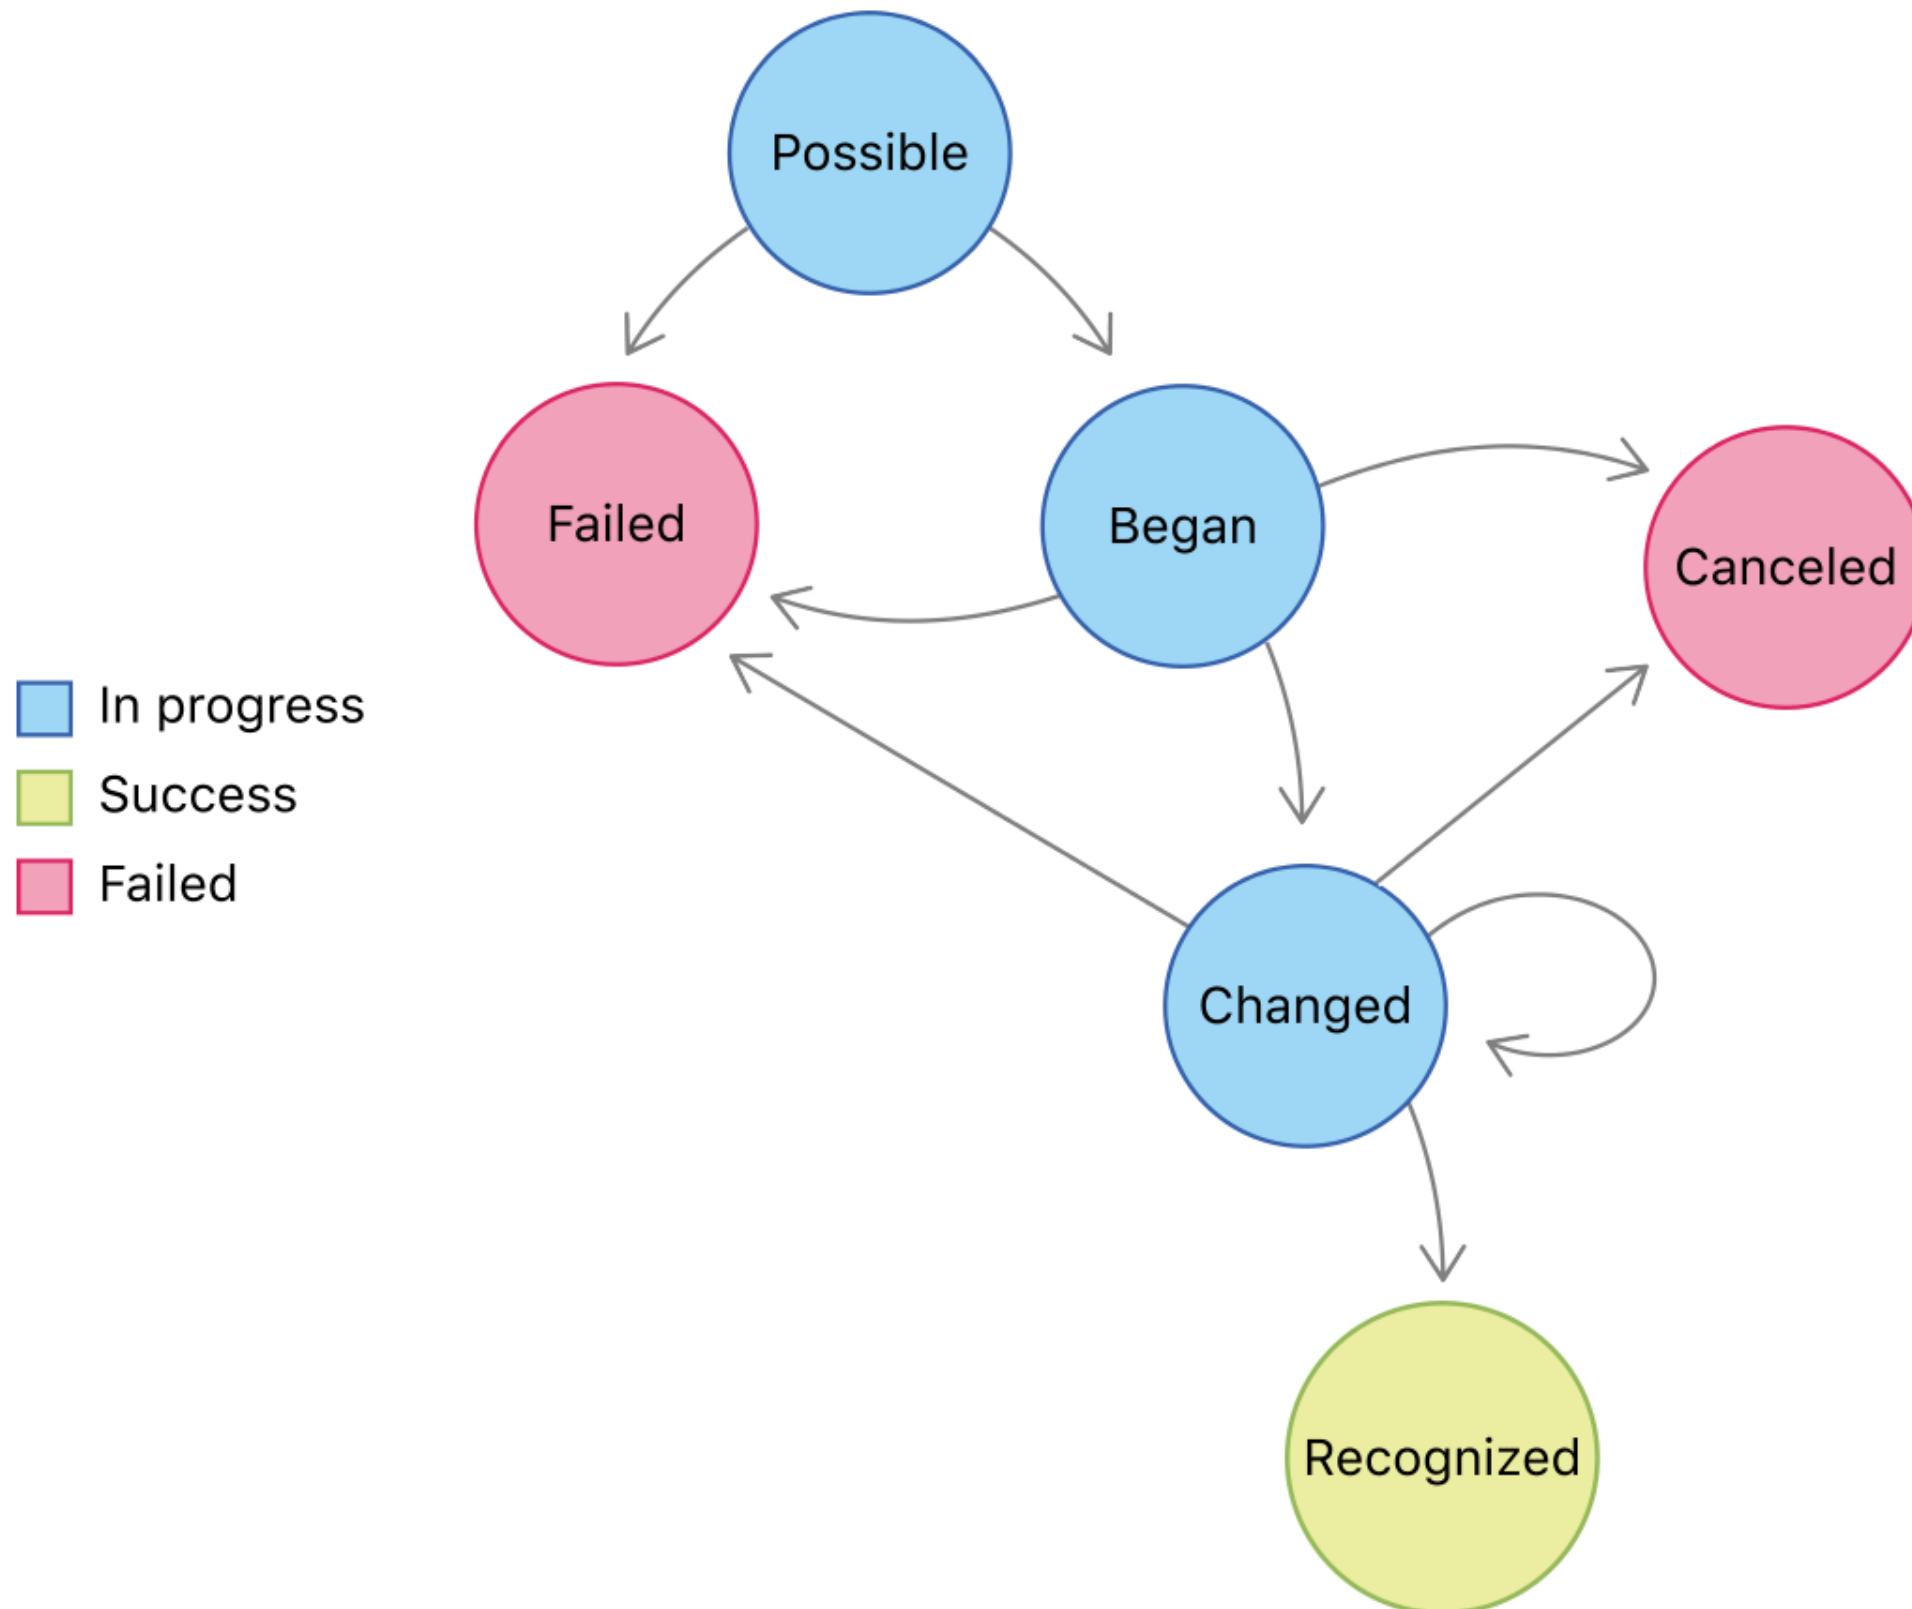 Possible
Failed
Began
Canceled
In progress
Success
Failed
Changed
Recognized